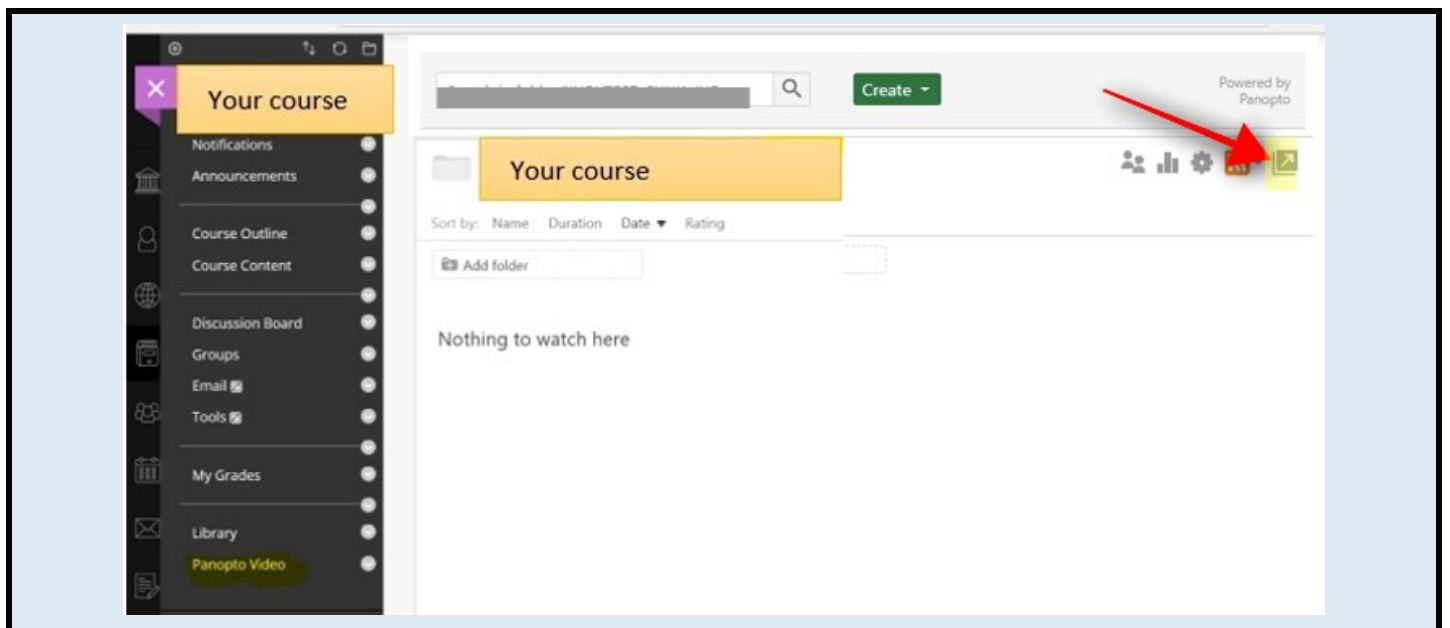 Your course
Notifications
Announcements
Course Outline
Course Content
Discussion Board
Groups
Email
Tools
My Grades
Library
Panopto Video
Create
Powered by
Panopto
Your course
Sort by: Name Duration Date Rating
Add folder
Nothing to watch here